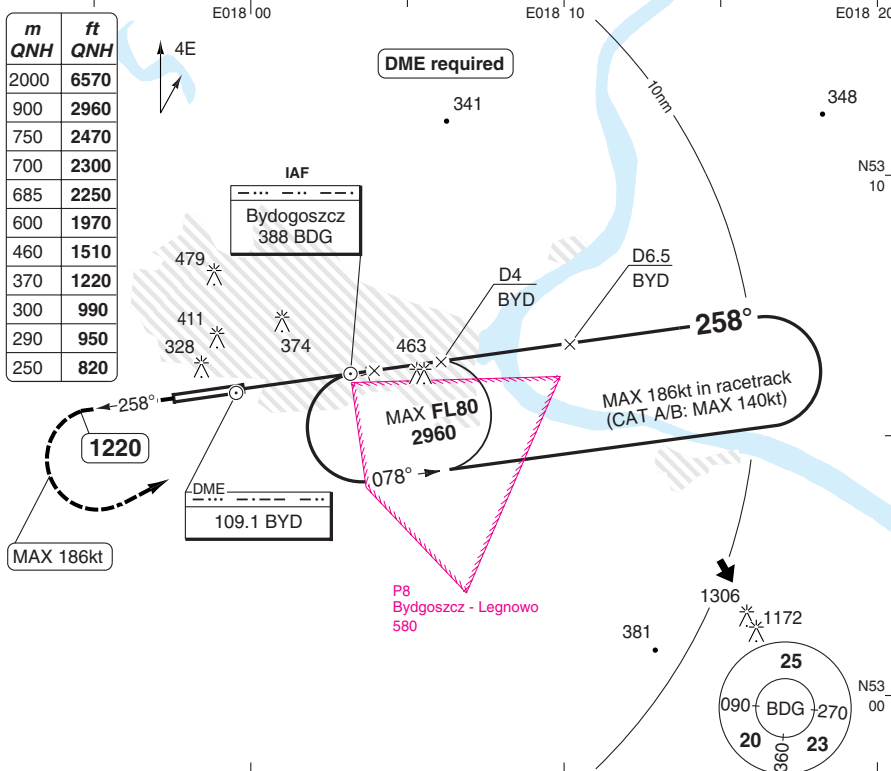 E018 00
E018 10
E018 20
m ft
QNH QNH
2000 6570
900 2960
750 2470
700 2300
685 2250
600 1970
460 1510
370 1220
300 990
290 950
250 820
4E
DME required
10nm
341
348
N53
10
IAF
Bydogoszcz
388 BDG
479
411
328
374
463
D4
BYD
D6.5
BYD
258°
MAX 186kt in racetrack
(CAT A/B: MAX 140kt)
MAX FL80
2960
078°
258°
1220
DME
109.1 BYD
MAX 186kt
P8
Bydgoszcz - Legnowo
580
1306
1172
381
N53
00
25
090
BDG
270
20
360
23